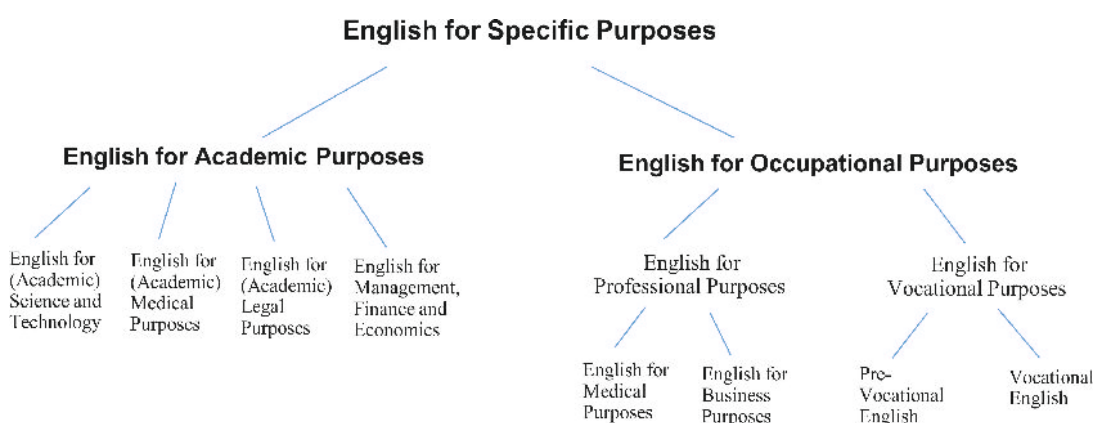 English for Specific Purposes
English for Academic Purposes
English for Occupational Purposes
English for
(Academic)
Science and
Technology
English for
(Academic)
Medical
Purposes
English for
(Academic)
Legal
Purposes
English for
Management,
Finance and
Economics
English for
Professional Purposes
English for
Vocational Purposes
English for
Medical
Purposes
English for
Business
Purposes
Pre-
Vocational
English
Vocational
English